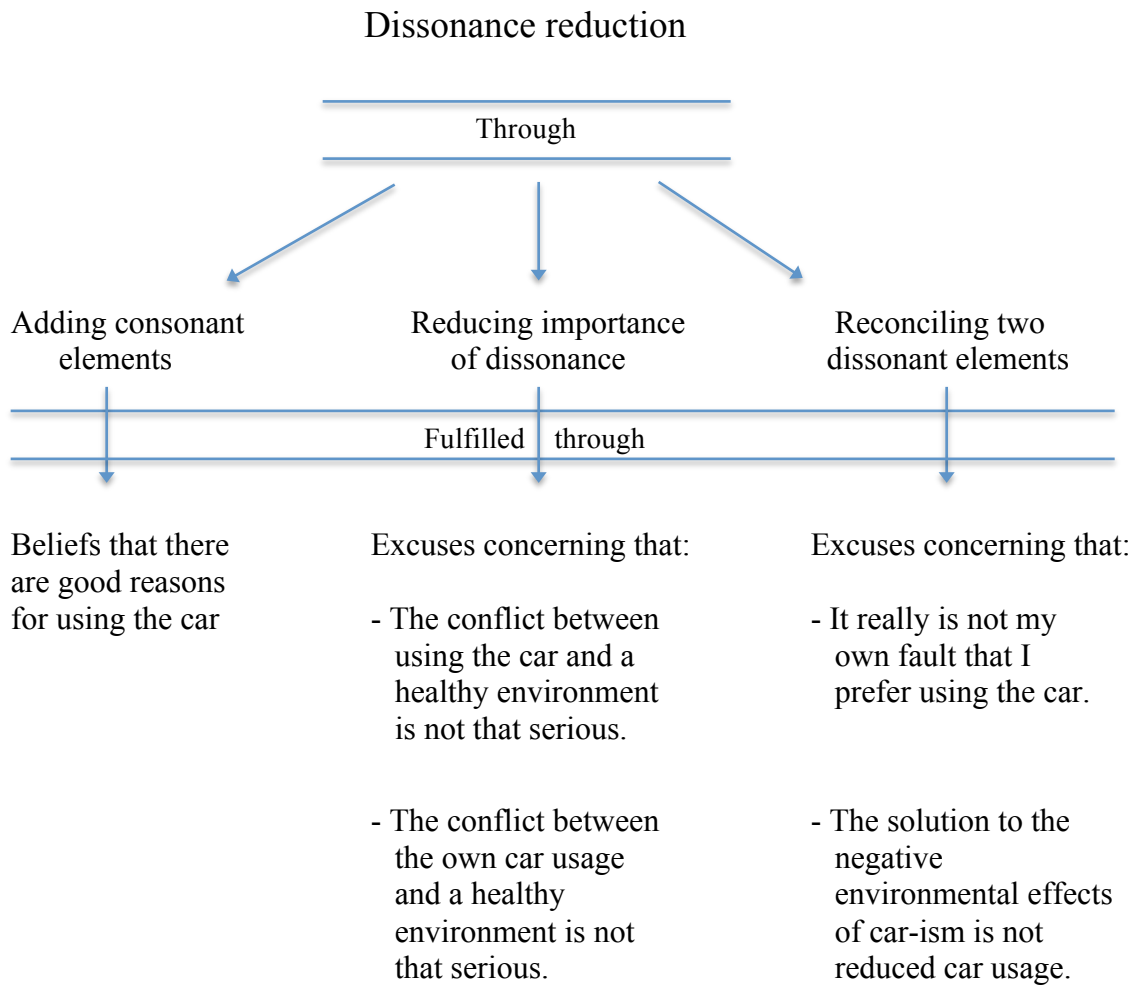 Dissonance reduction
Through
Adding consonant
elements
Reducing importance
of dissonance
Reconciling two
dissonant elements
Fulfilled through
Beliefs that there
are good reasons
for using the car
Excuses concerning that:
- The conflict between
using the car and a
healthy environment
is not that serious.
- The conflict between
the own car usage
and a healthy
environment is not
that serious.
Excuses concerning that:
- It really is not my
own fault that I
prefer using the car.
- The solution to the
negative
environmental effects
of car-ism is not
reduced car usage.